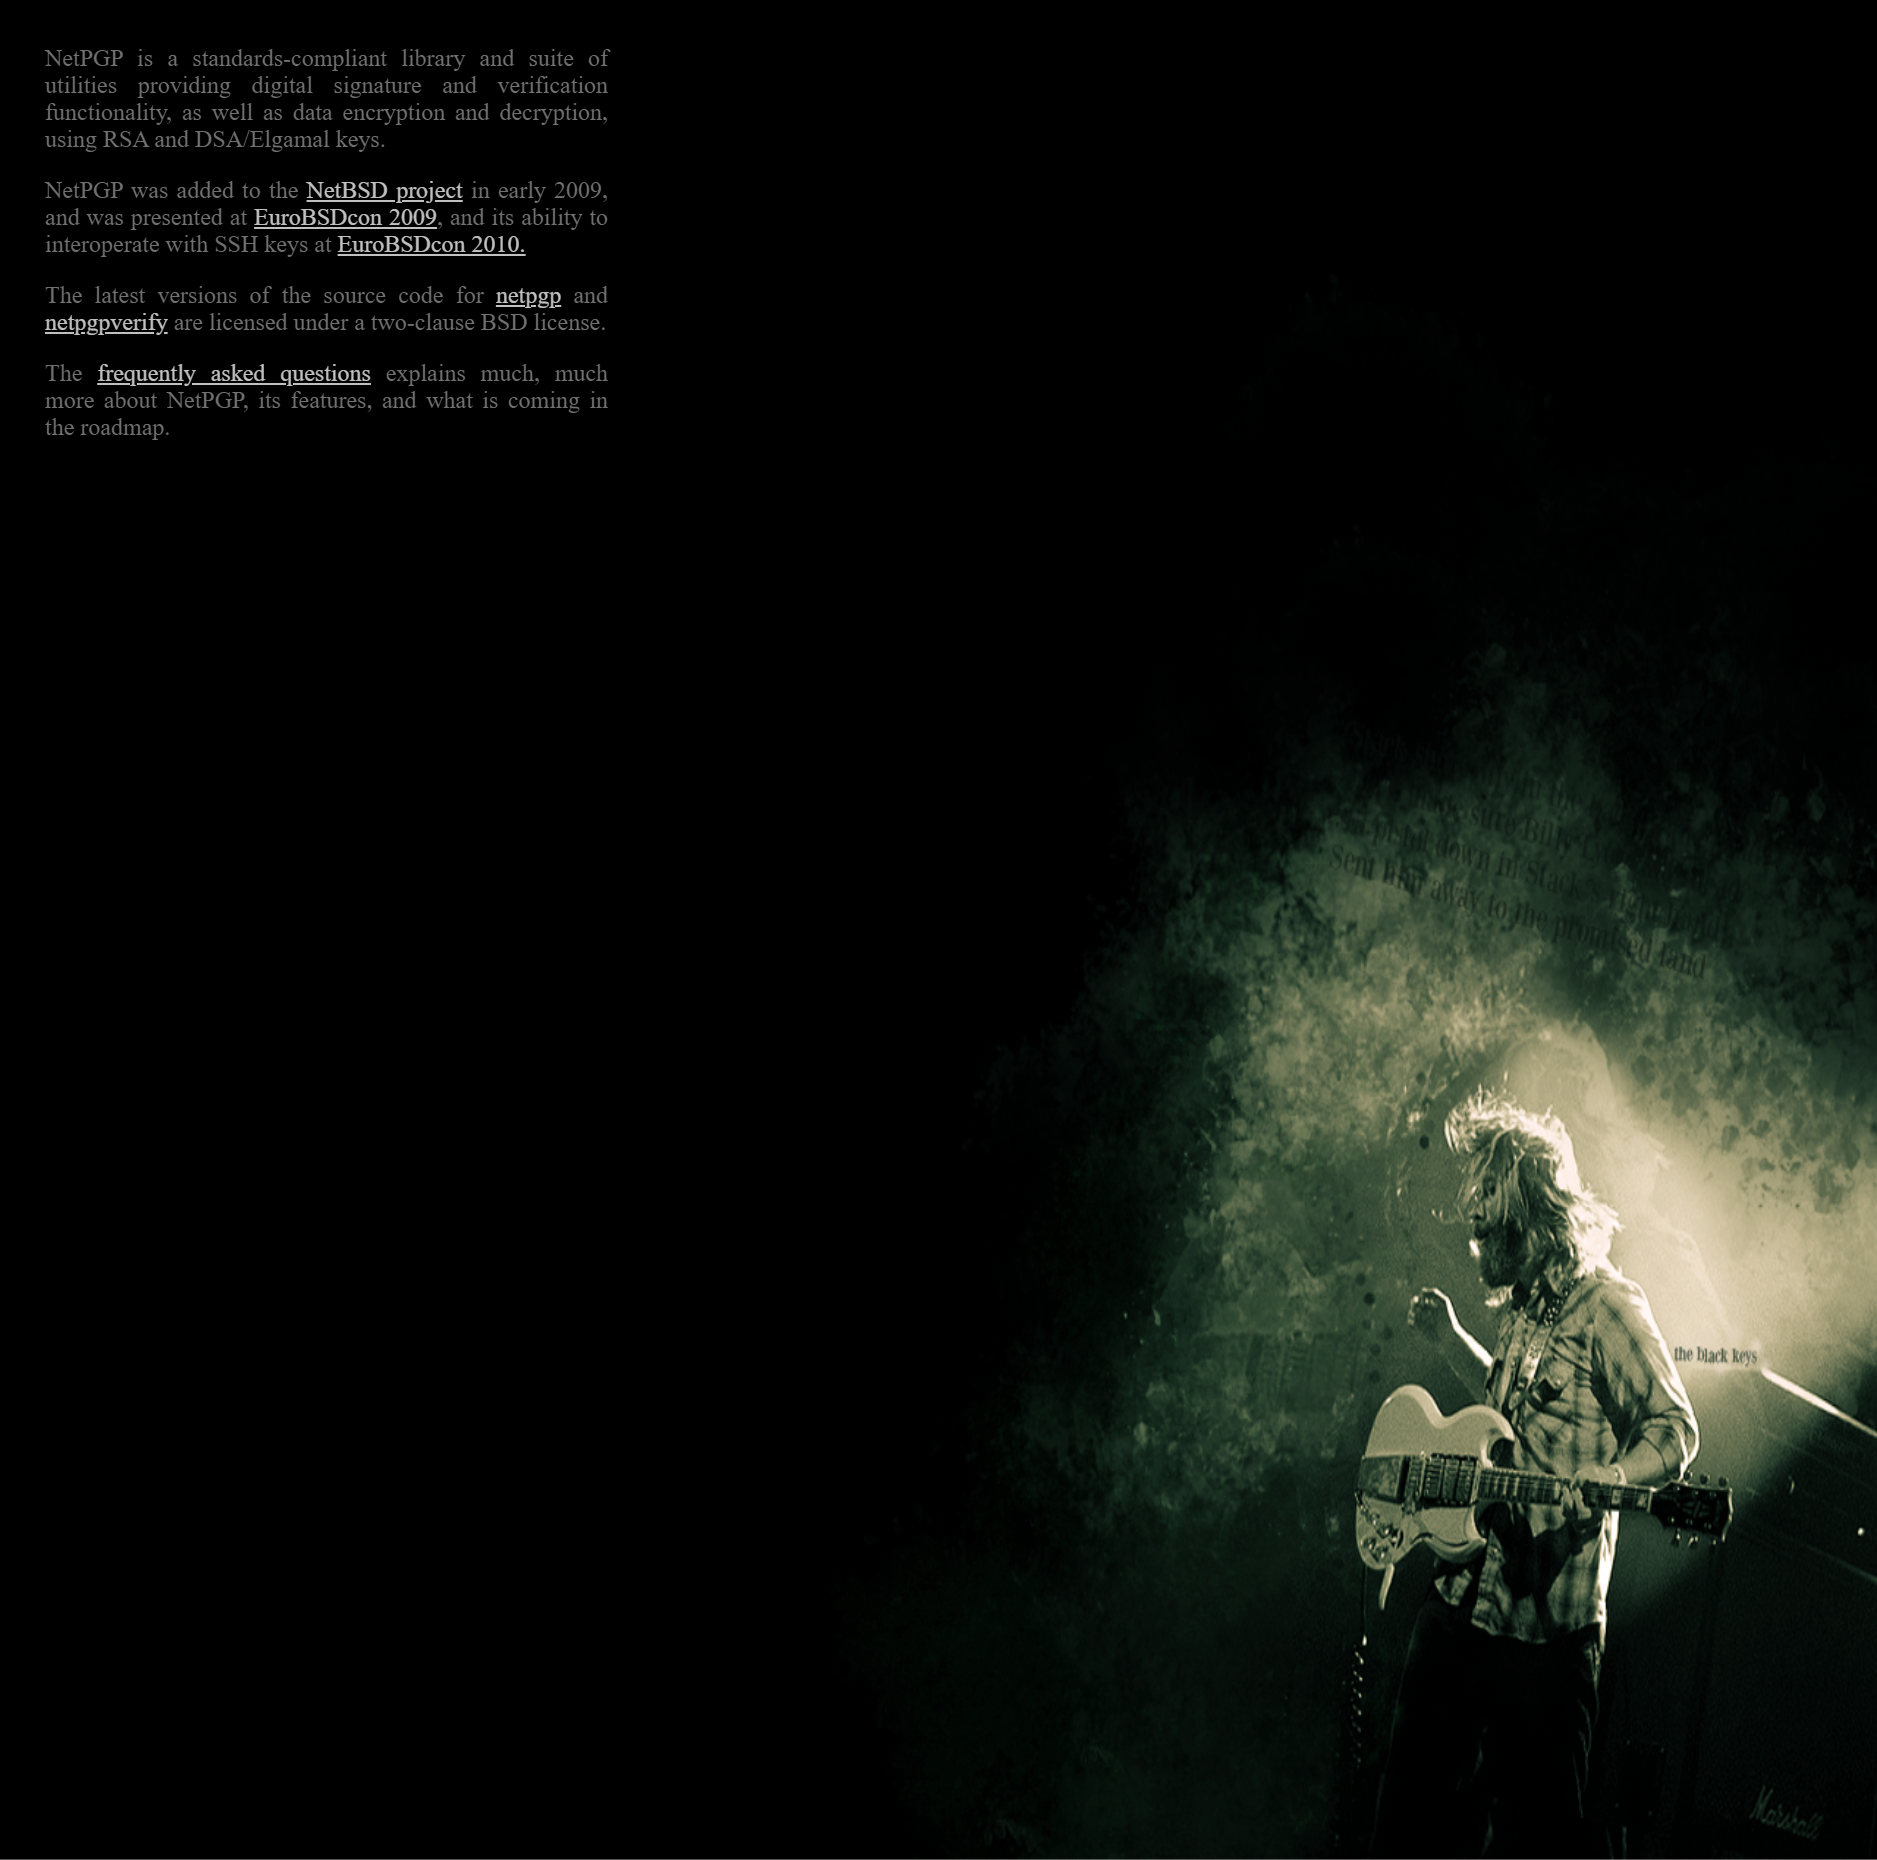 NetPGP is a standards-compliant library and suite of
utilities providing digital signature and verification
functionality, as well as data encryption and decryption,
using RSA and DSA/Elgamal keys.
NetPGP was added to the NetBSD project in early 2009,
and was presented at EuroBSDcon 2009, and its ability to
interoperate with SSH keys at EuroBSDcon 2010.
The latest versions of the source code for netpgp and
netpgpverify are licensed under a two-clause BSD license.
The frequently asked questions explains much, much
more about NetPGP, its features, and what is coming in
the roadmap.
down in Stack's
Sent him away to the promised land
the black keys
Marshall